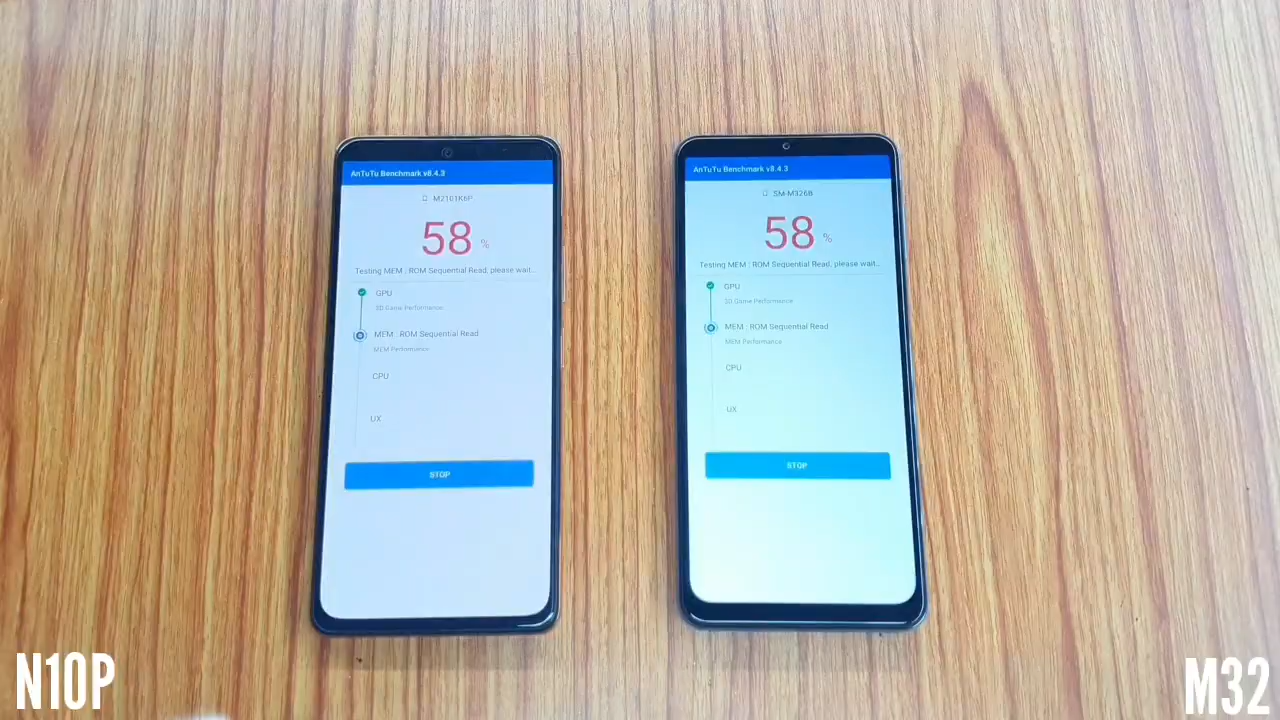 AnTuTu Benchmark v8.4.3
M2101K6P
58 %
Testing MEM : ROM Sequential Read, please wait...
GPU
3D Game Performance
MEM : ROM Sequential Read
MEM Performance
CPU
UX
STOP
AnTuTu Benchmark v8.4.3
SM-M326B
58 %
Testing MEM : ROM Sequential Read, please wait...
GPU
3D Game Performance
MEM : ROM Sequential Read
MEM Performance
CPU
UX
STOP
N10P
M32